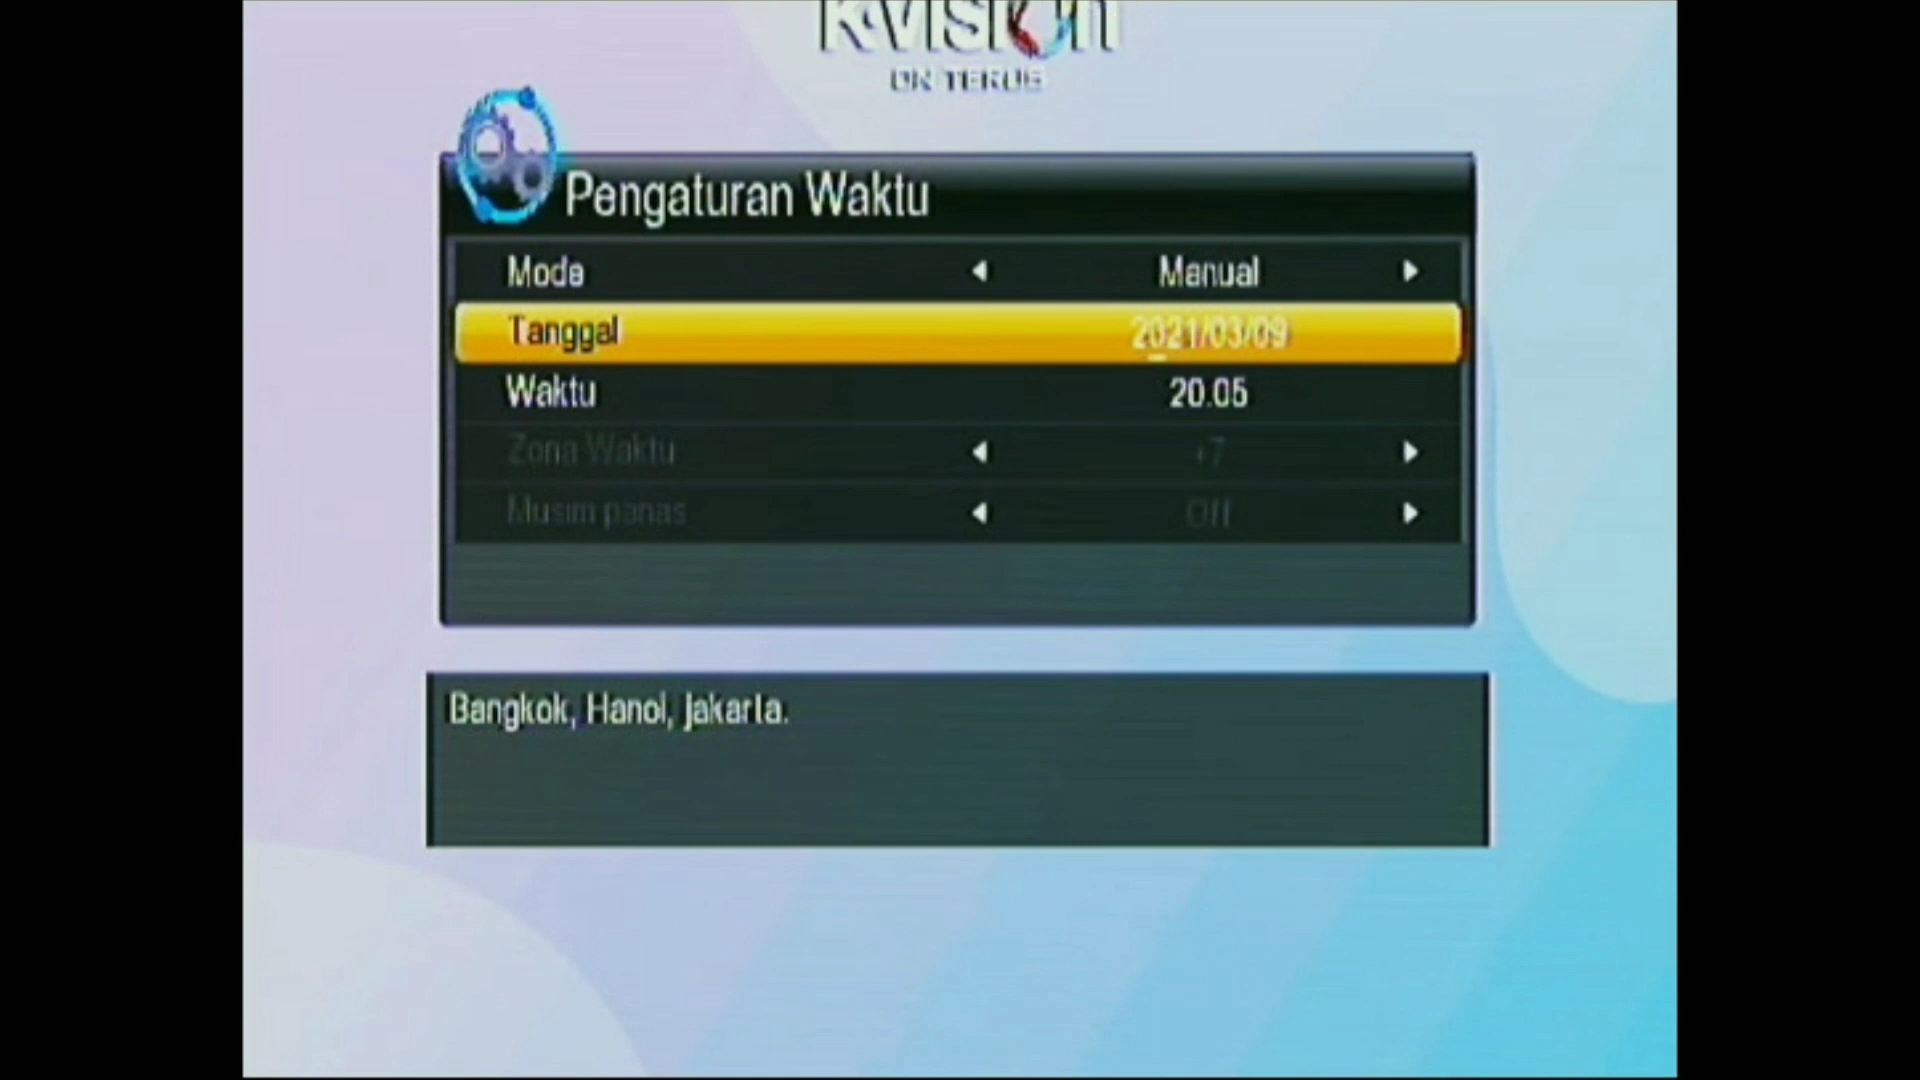 K-VISION
ON TERUS
Pengaturan Waktu
Mode Manual
Tanggal 2021/03/09
Waktu 20.05
Zona Waktu +7
Musim panas Off
Bangkok, Hanoi, Jakarta.